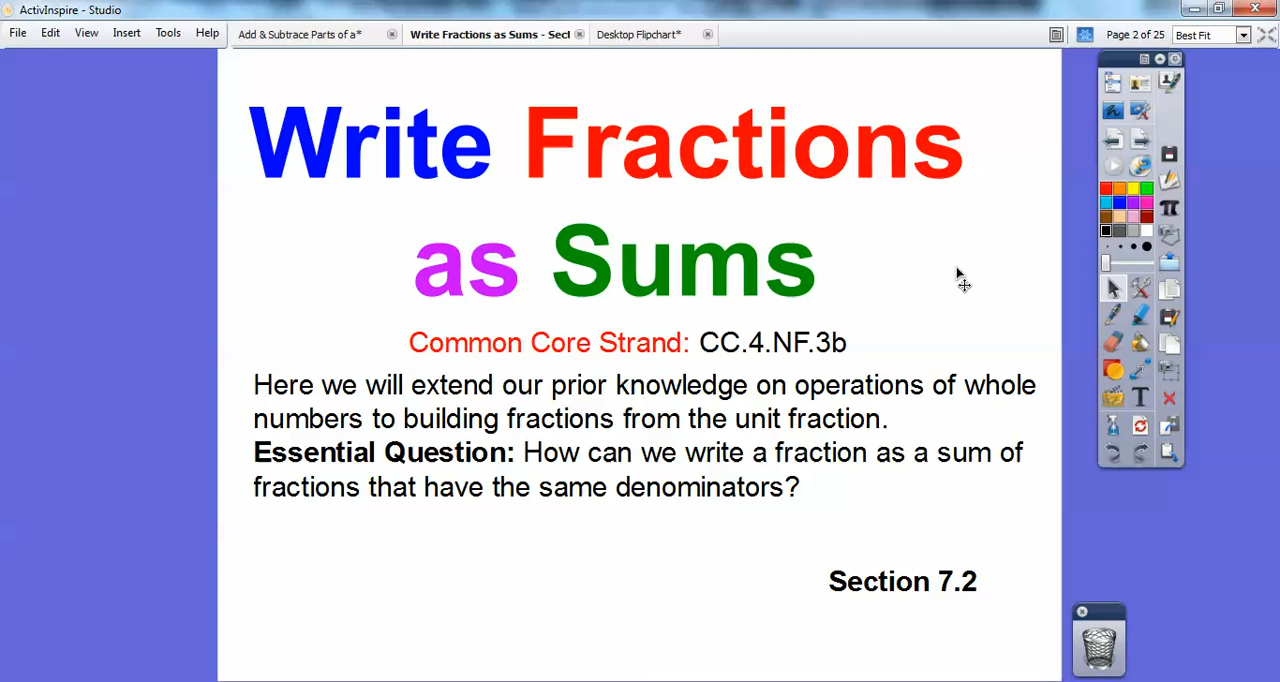 ActivInspire - Studio
File Edit View Insert Tools Help
Add & Subtrace Parts of a* Write Fractions as Sums - Sect Desktop Flipchart*
Page 2 of 25 Best Fit
Write Fractions
as Sums
Common Core Strand: CC.4.NF.3b
Here we will extend our prior knowledge on operations of whole
numbers to building fractions from the unit fraction.
Essential Question: How can we write a fraction as a sum of
fractions that have the same denominators?
Section 7.2